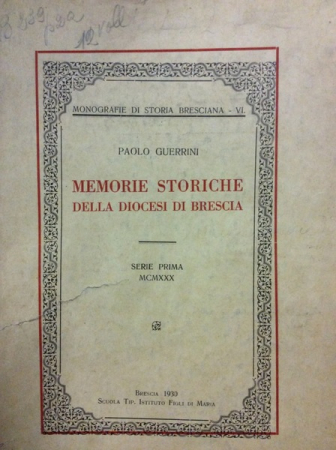 MONOGRAFIE DI STORIA BRESCIANA - VI.
PAOLO GUERRINI
MEMORIE STORICHE
DELLA DIOCESI DI BRESCIA
SERIE PRIMA
MCMXXX
BRESCIA 1930
SCUOLA TIP. ISTITUTO FIGLI DI MARIA